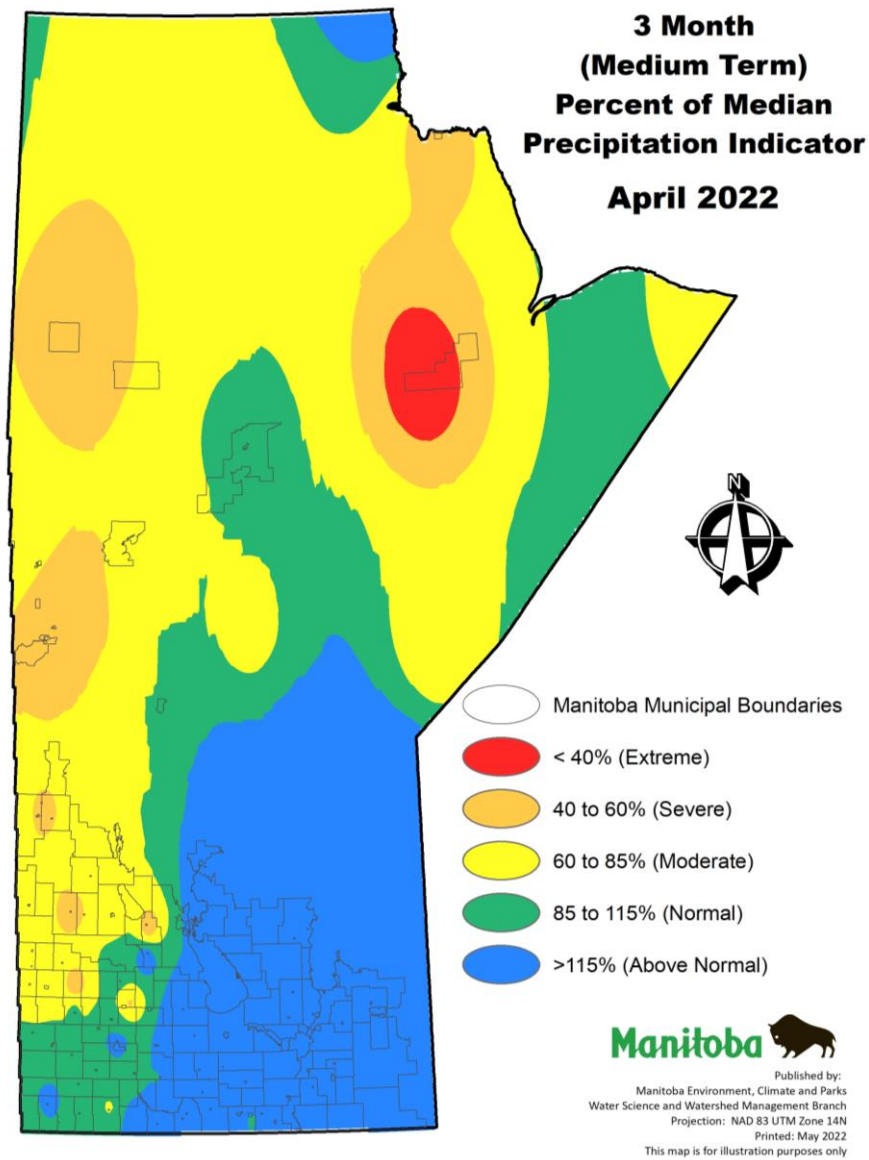 3 Month
(Medium Term)
Percent of Median
Precipitation Indicator
April 2022
N
Manitoba Municipal Boundaries
< 40% (Extreme)
40 to 60% (Severe)
60 to 85% (Moderate)
85 to 115% (Normal)
>115% (Above Normal)
Manitoba
Published by:
Manitoba Environment, Climate and Parks
Water Science and Watershed Management Branch
Projection: NAD 83 UTM Zone 14N
Printed: May 2022
This map is for illustration purposes only